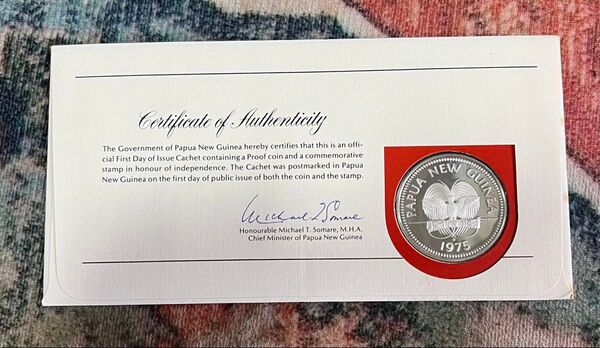 Certificate of Authenticity
The Government of Papua New Guinea hereby certifies that this is an offi-
cial First Day of Issue Cachet containing a Proof coin and a commemorative
stamp in honour of independence. The Cachet was postmarked in Papua
New Guinea on the first day of public issue of both the coin and the stamp.
Michael T Somare
Honourable Michael T. Somare, M.H.A.
Chief Minister of Papua New Guinea
PAPUA NEW GUINEA
1975